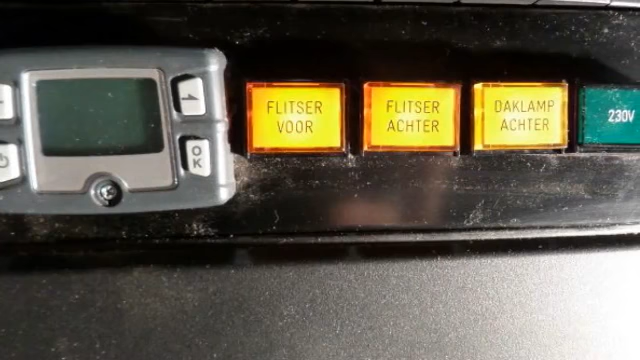 OK
FLITSER
VOOR
FLITSER
ACHTER
DAKLAMP
ACHTER
230V